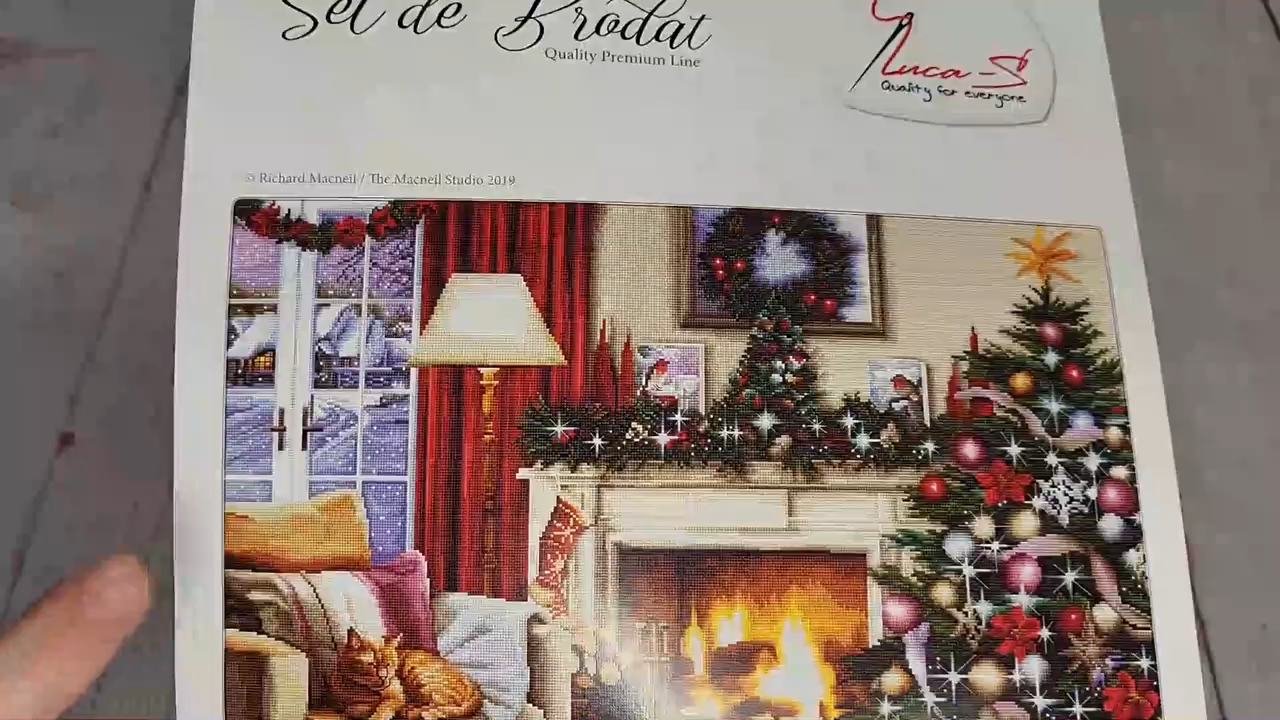 Set de Brodat
Quality Premium Line
Luca-S
Quality for everyone
© Richard Macneil / The Macneil Studio 2019